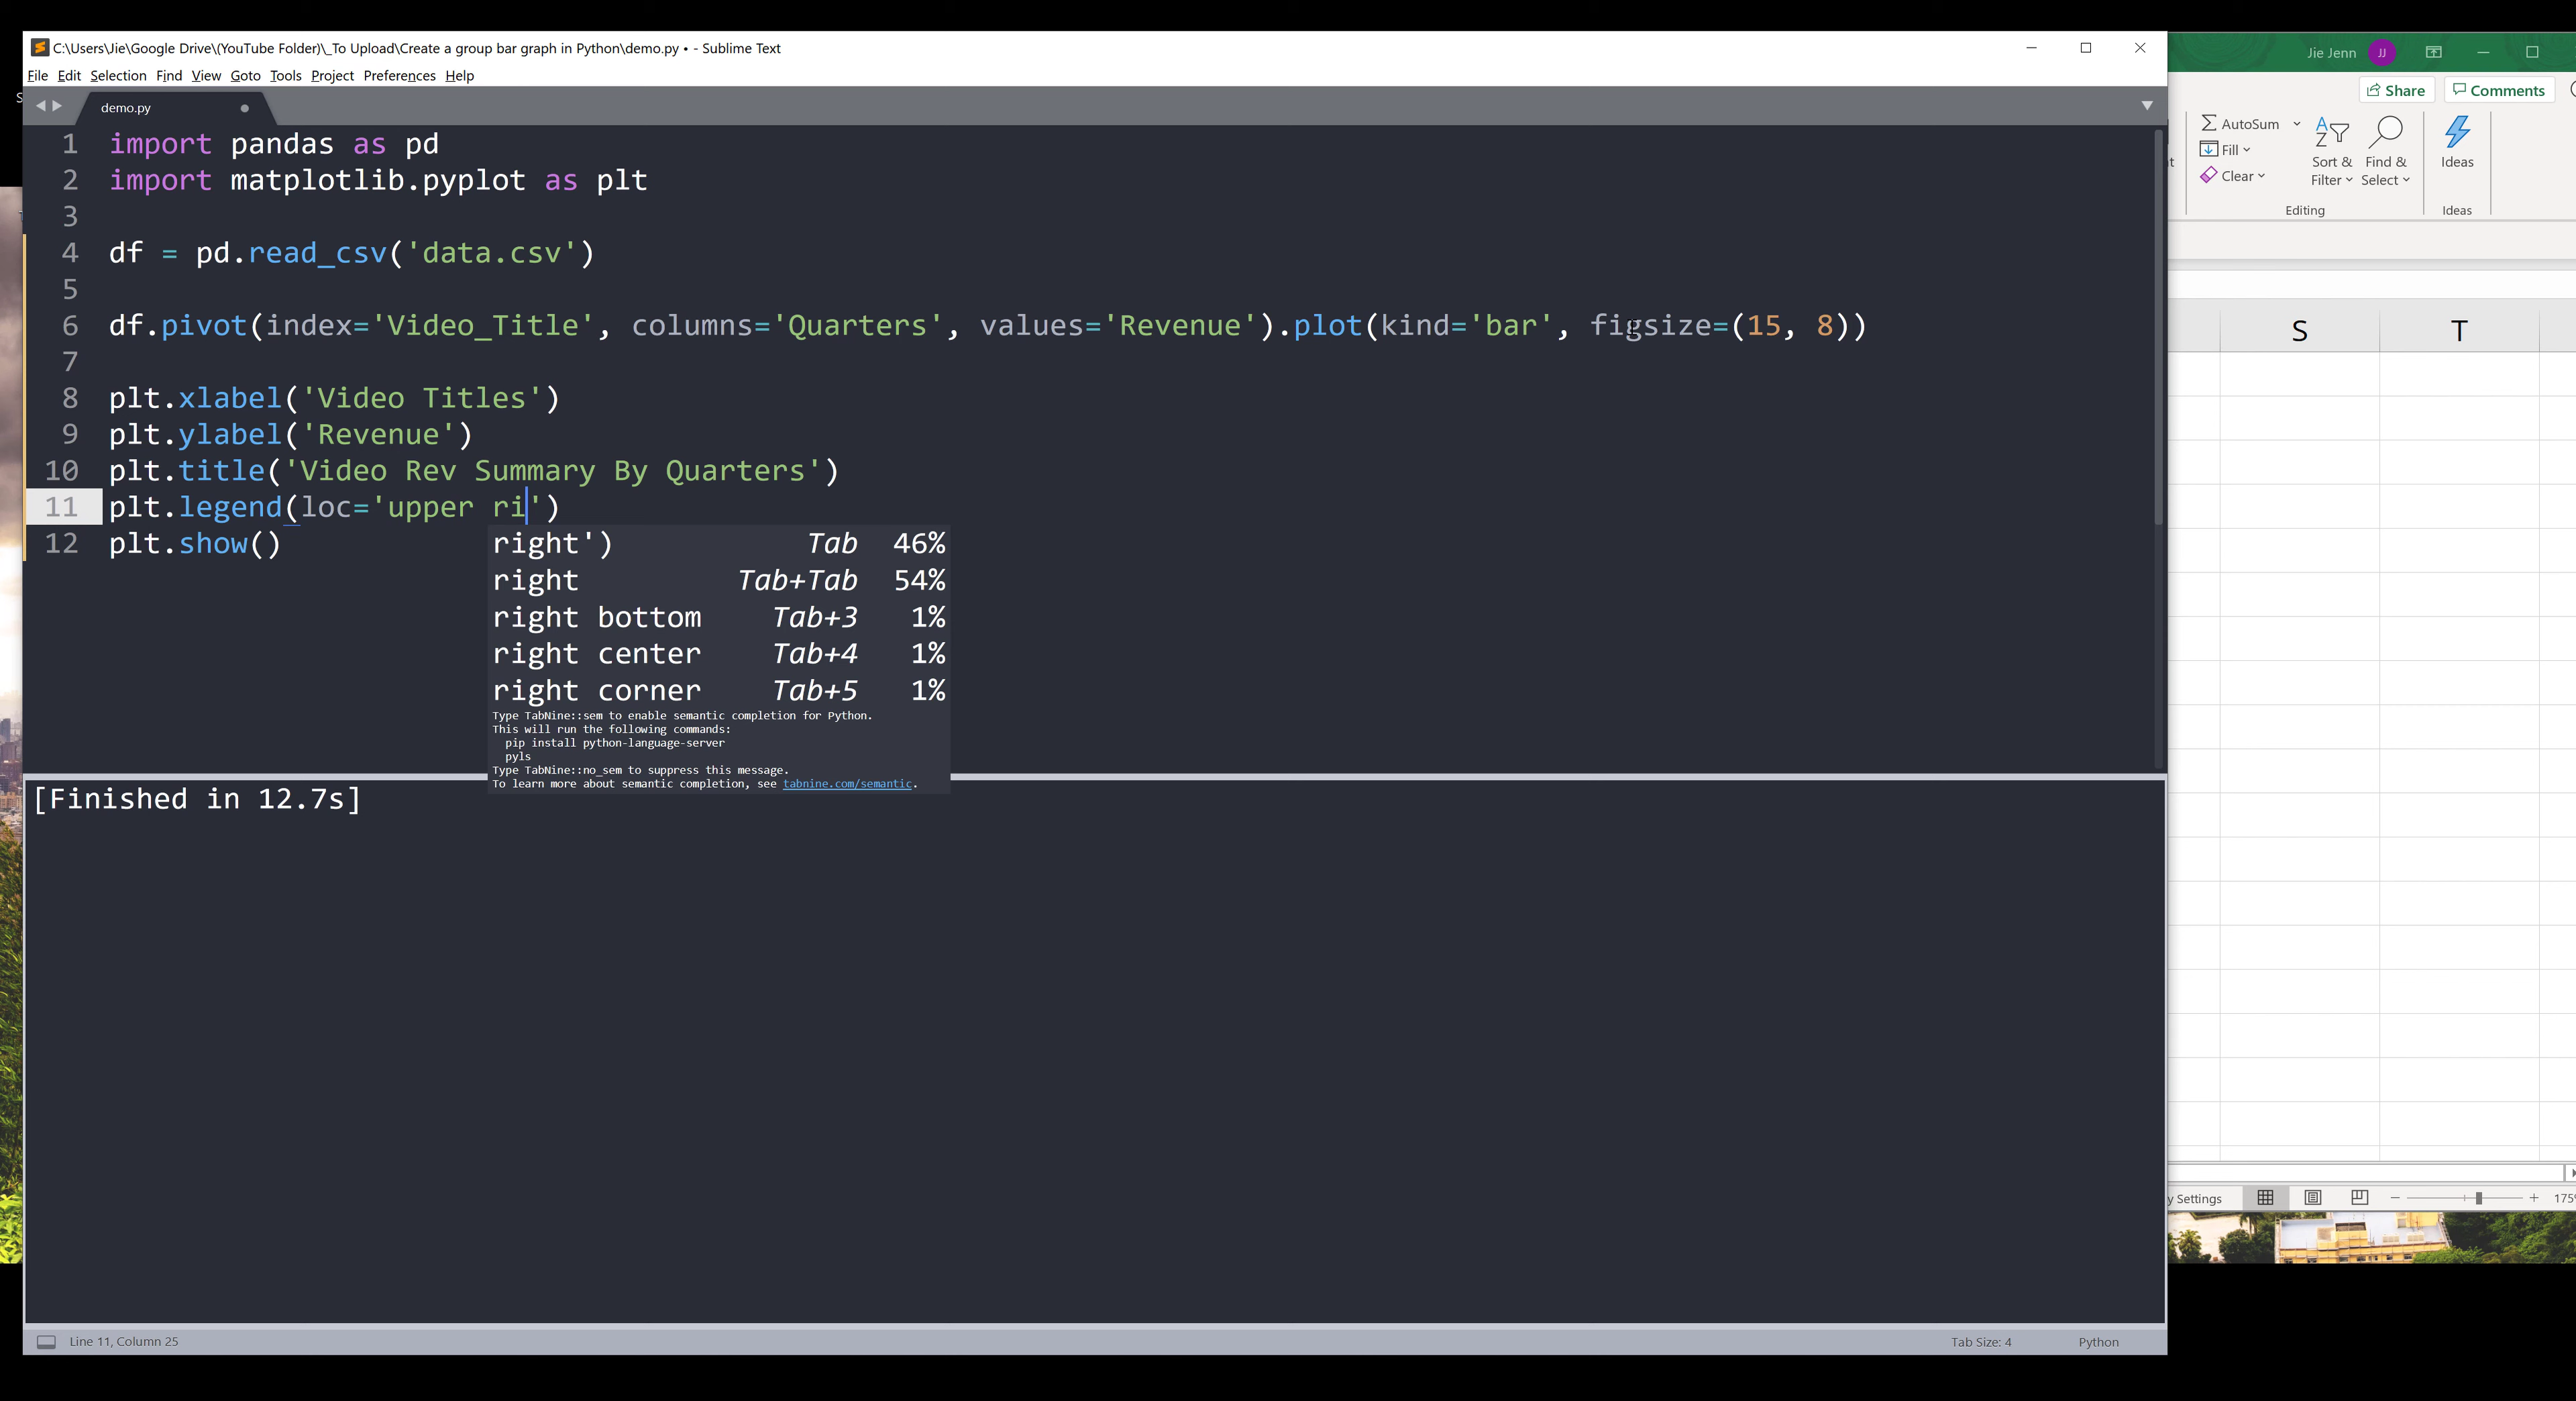 C:\Users\Jie\Google Drive\(YouTube Folder)\_To Upload\Create a group bar graph in Python\demo.py • - Sublime Text
File Edit Selection Find View Goto Tools Project Preferences Help
demo.py
1 import pandas as pd
2 import matplotlib.pyplot as plt
3
4 df = pd.read_csv('data.csv')
5
6 df.pivot(index='Video_Title', columns='Quarters', values='Revenue').plot(kind='bar', figsize=(15, 8))
7
8 plt.xlabel('Video Titles')
9 plt.ylabel('Revenue')
10 plt.title('Video Rev Summary By Quarters')
11 plt.legend(loc='upper ri')
12 plt.show()
right') Tab 46%
right Tab+Tab 54%
right bottom Tab+3 1%
right center Tab+4 1%
right corner Tab+5 1%
Type TabNine::sem to enable semantic completion for Python.
This will run the following commands:
pip install python-language-server
pyls
Type TabNine::no_sem to suppress this message.
To learn more about semantic completion, see tabnine.com/semantic.
[Finished in 12.7s]
Line 11, Column 25
Tab Size: 4
Python
Jie Jenn JJ
Share Comments
AutoSum
Fill
Clear
Sort & Filter
Find & Select
Ideas
Editing
Ideas
S T
y Settings
175%